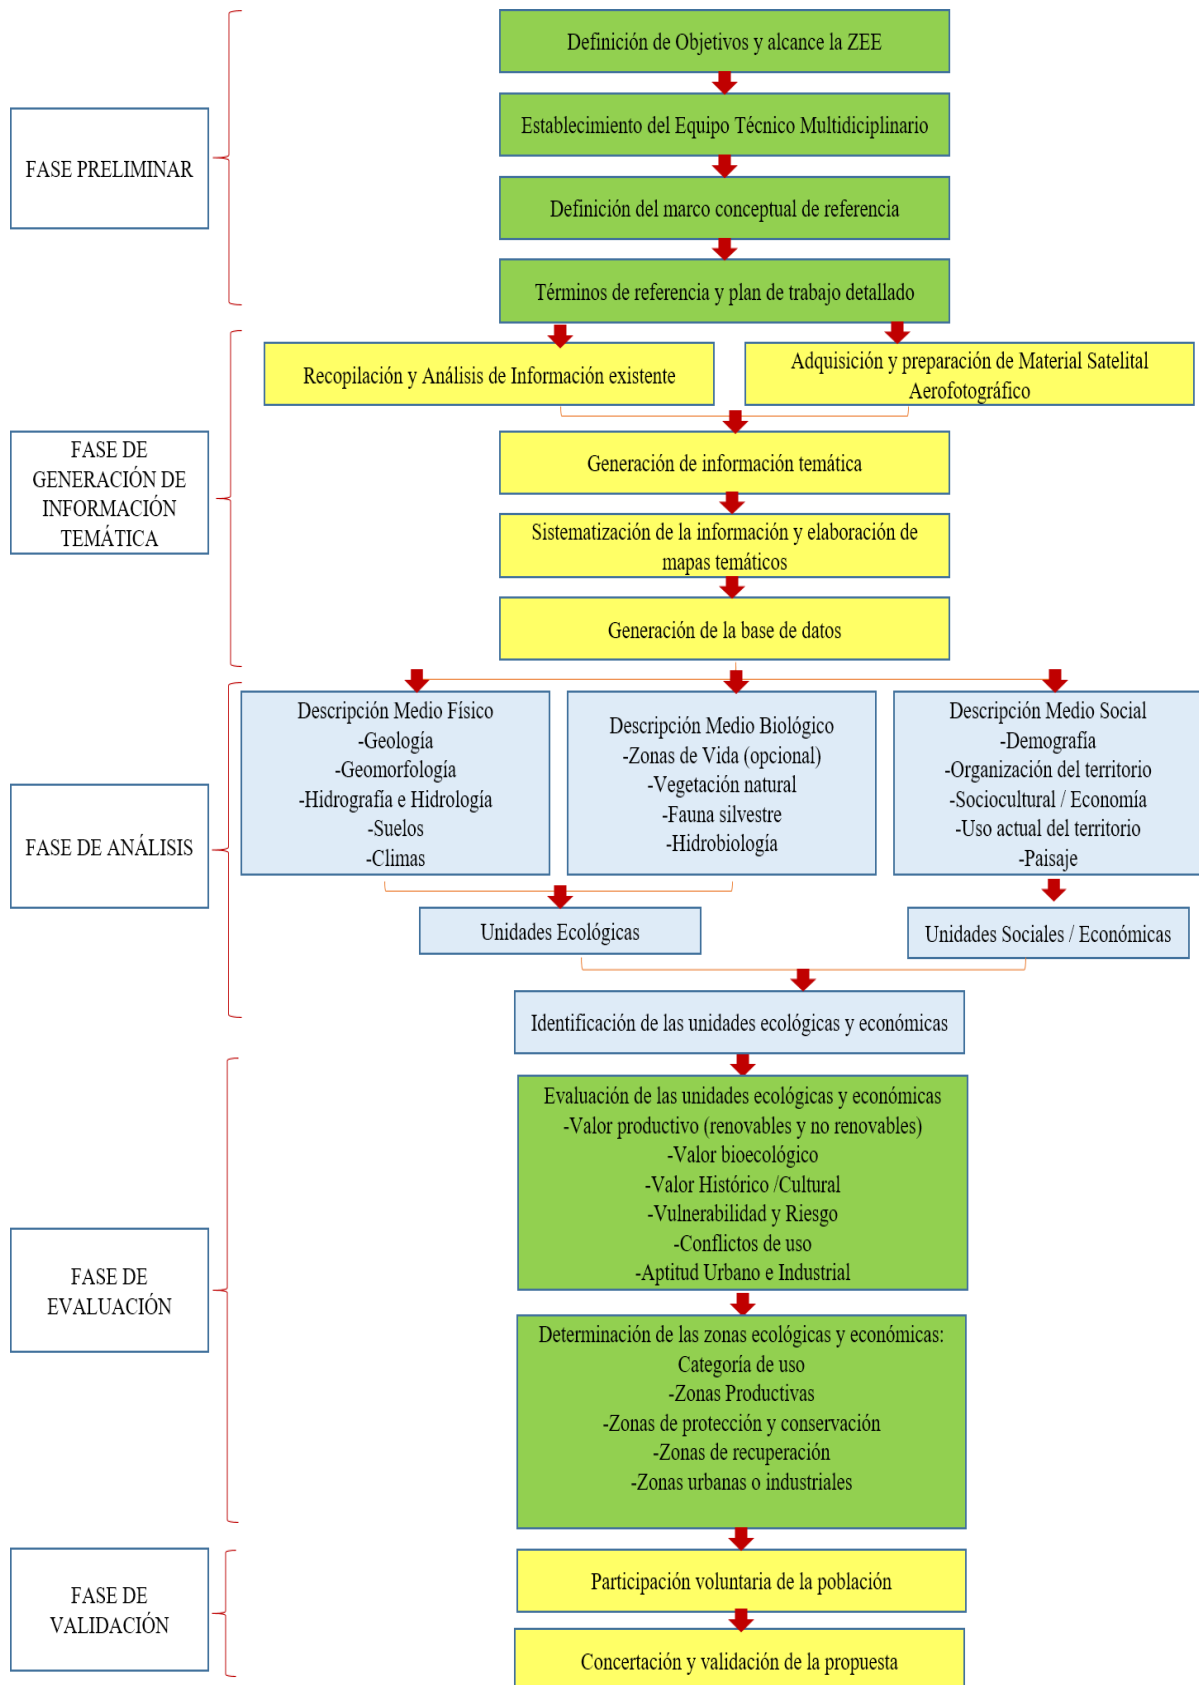 Definición de Objetivos y alcance la ZEE
Establecimiento del Equipo Técnico Multidiciplinario
FASE PRELIMINAR
Definición del marco conceptual de referencia
Términos de referencia y plan de trabajo detallado
Recopilación y Análisis de Información existente
Adquisición y preparación de Material Satelital
Aerofotográfico
FASE DE
GENERACIÓN DE
INFORMACIÓN
TEMÁTICA
Generación de información temática
Sistematización de la información y elaboración de
mapas temáticos
Generación de la base de datos
FASE DE ANÁLISIS
Descripción Medio Físico
-Geología
-Geomorfología
-Hidrografía e Hidrología
-Suelos
-Climas
Descripción Medio Biológico
-Zonas de Vida (opcional)
-Vegetación natural
-Fauna silvestre
-Hidrobiología
Descripción Medio Social
-Demografía
-Organización del territorio
-Sociocultural / Economía
-Uso actual del territorio
-Paisaje
Unidades Ecológicas
Unidades Sociales / Económicas
Identificación de las unidades ecológicas y económicas
FASE DE
EVALUACIÓN
Evaluación de las unidades ecológicas y económicas
-Valor productivo (renovables y no renovables)
-Valor bioecológico
-Valor Histórico /Cultural
-Vulnerabilidad y Riesgo
-Conflictos de uso
-Aptitud Urbano e Industrial
Determinación de las zonas ecológicas y económicas:
Categoría de uso
-Zonas Productivas
-Zonas de protección y conservación
-Zonas de recuperación
-Zonas urbanas o industriales
FASE DE
VALIDACIÓN
Participación voluntaria de la población
Concertación y validación de la propuesta